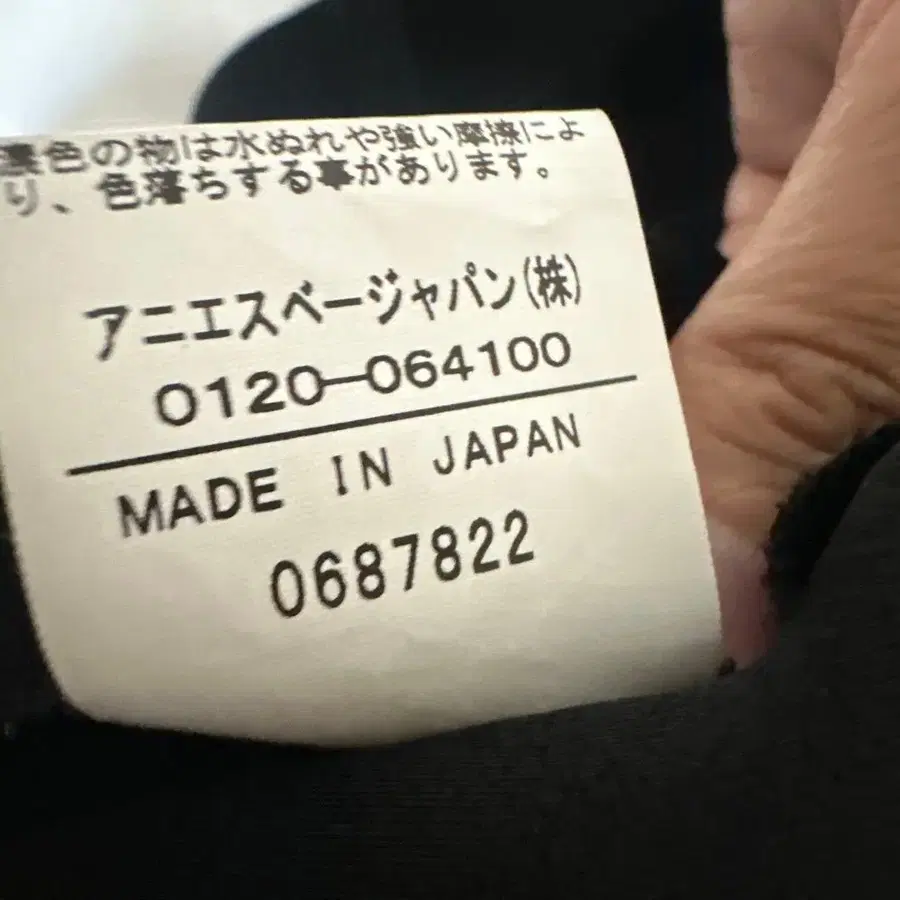 濃色の物は水ぬれや強い摩擦によ
り、色落ちする事があります。
アニエスベージャパン(株)
0120-064100
MADE IN JAPAN
0687822